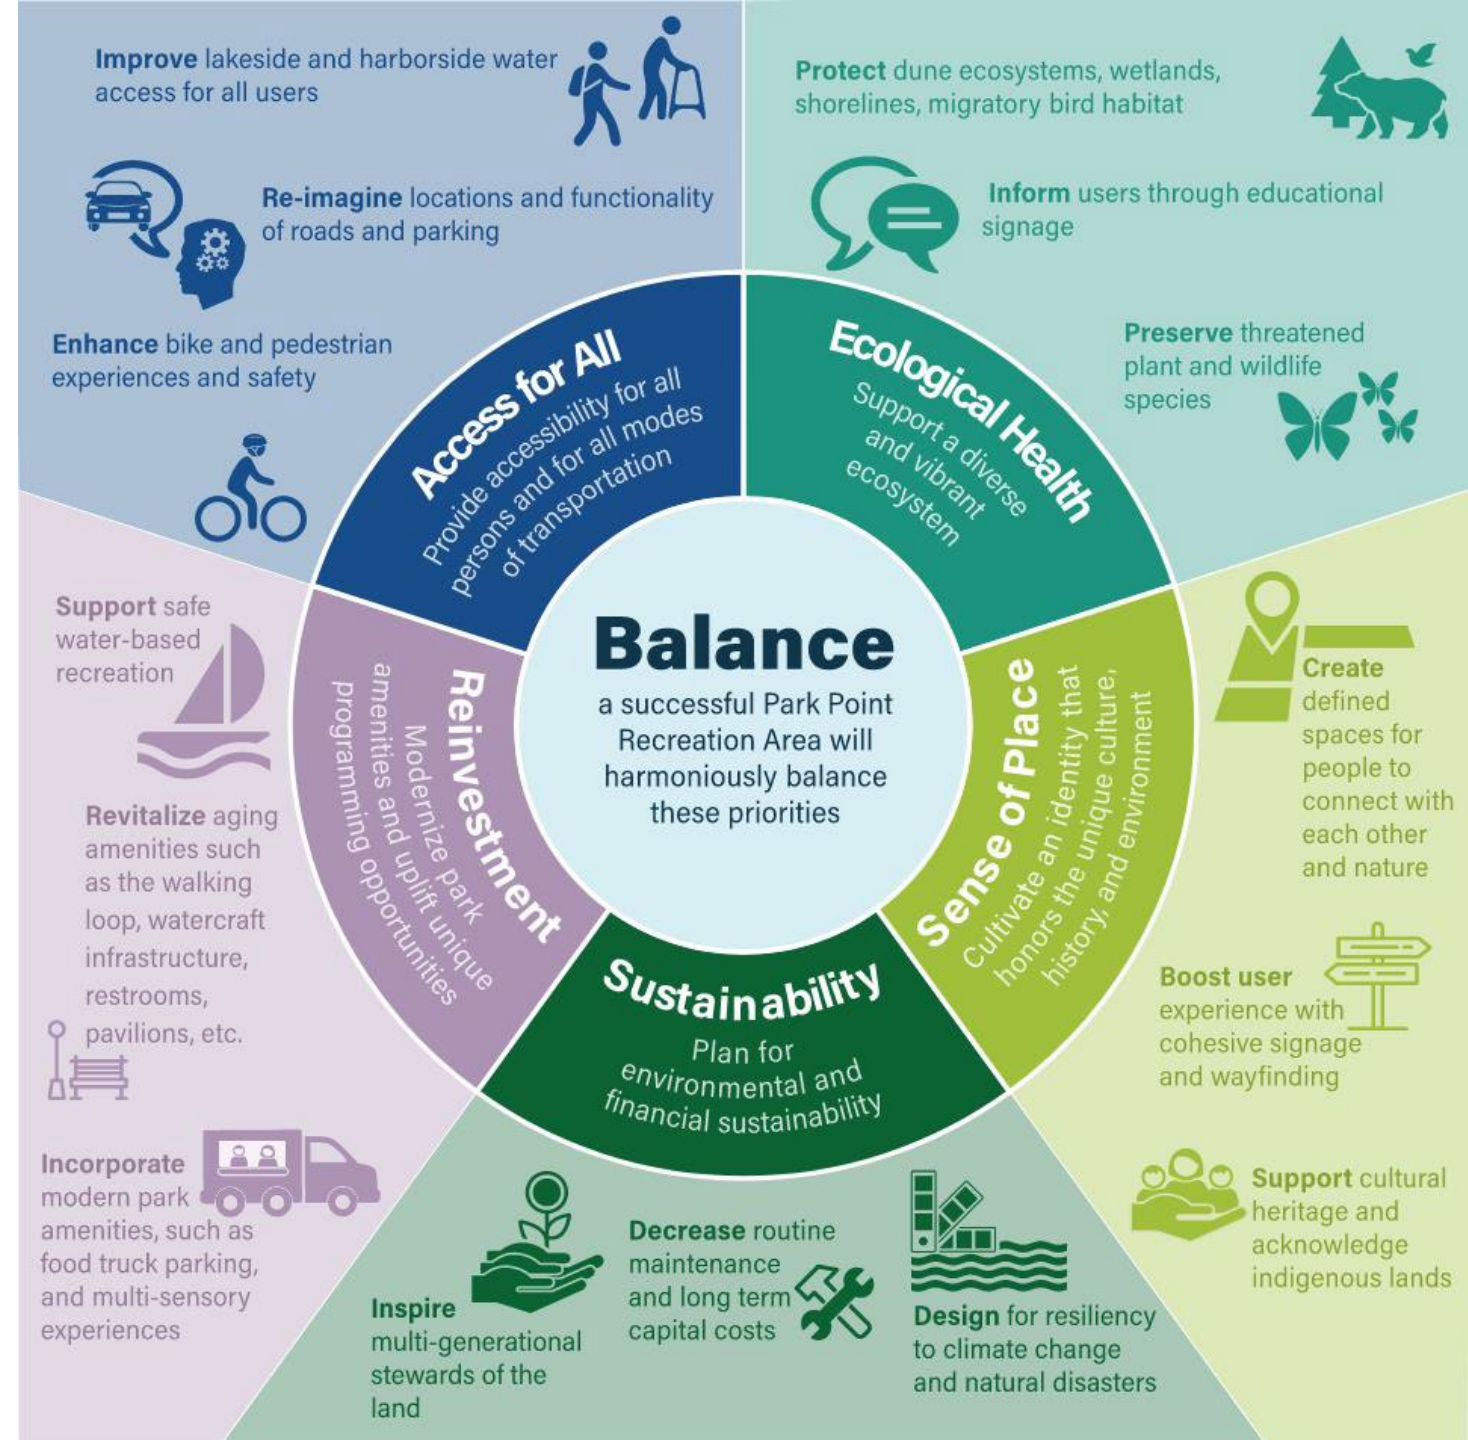 Improve lakeside and harborside water
access for all users
Re-imagine locations and functionality
of roads and parking
Enhance bike and pedestrian
experiences and safety
Access for All
Provide accessibility for all
persons and for all modes
of transportation
Protect dune ecosystems, wetlands,
shorelines, migratory bird habitat
Inform users through educational
signage
Preserve threatened
plant and wildlife
species
Ecological Health
Support a diverse
and vibrant
ecosystem
Balance
a successful Park Point
Recreation Area will
harmoniously balance
these priorities
Sense of Place
Cultivate an identity that
honors the unique culture,
history, and environment
Create
defined
spaces for
people to
connect with
each other
and nature
Boost user
experience with
cohesive signage
and wayfinding
Support cultural
heritage and
acknowledge
indigenous lands
Sustainability
Plan for
environmental and
financial sustainability
Inspire
multi-generational
stewards of the
land
Decrease routine
maintenance
and long term
capital costs
Design for resiliency
to climate change
and natural disasters
Reinvestment
Modernize park
amenities and uplift unique
programming opportunities
Support safe
water-based
recreation
Revitalize aging
amenities such
as the walking
loop, watercraft
infrastructure,
restrooms,
pavilions, etc.
Incorporate
modern park
amenities, such as
food truck parking,
and multi-sensory
experiences